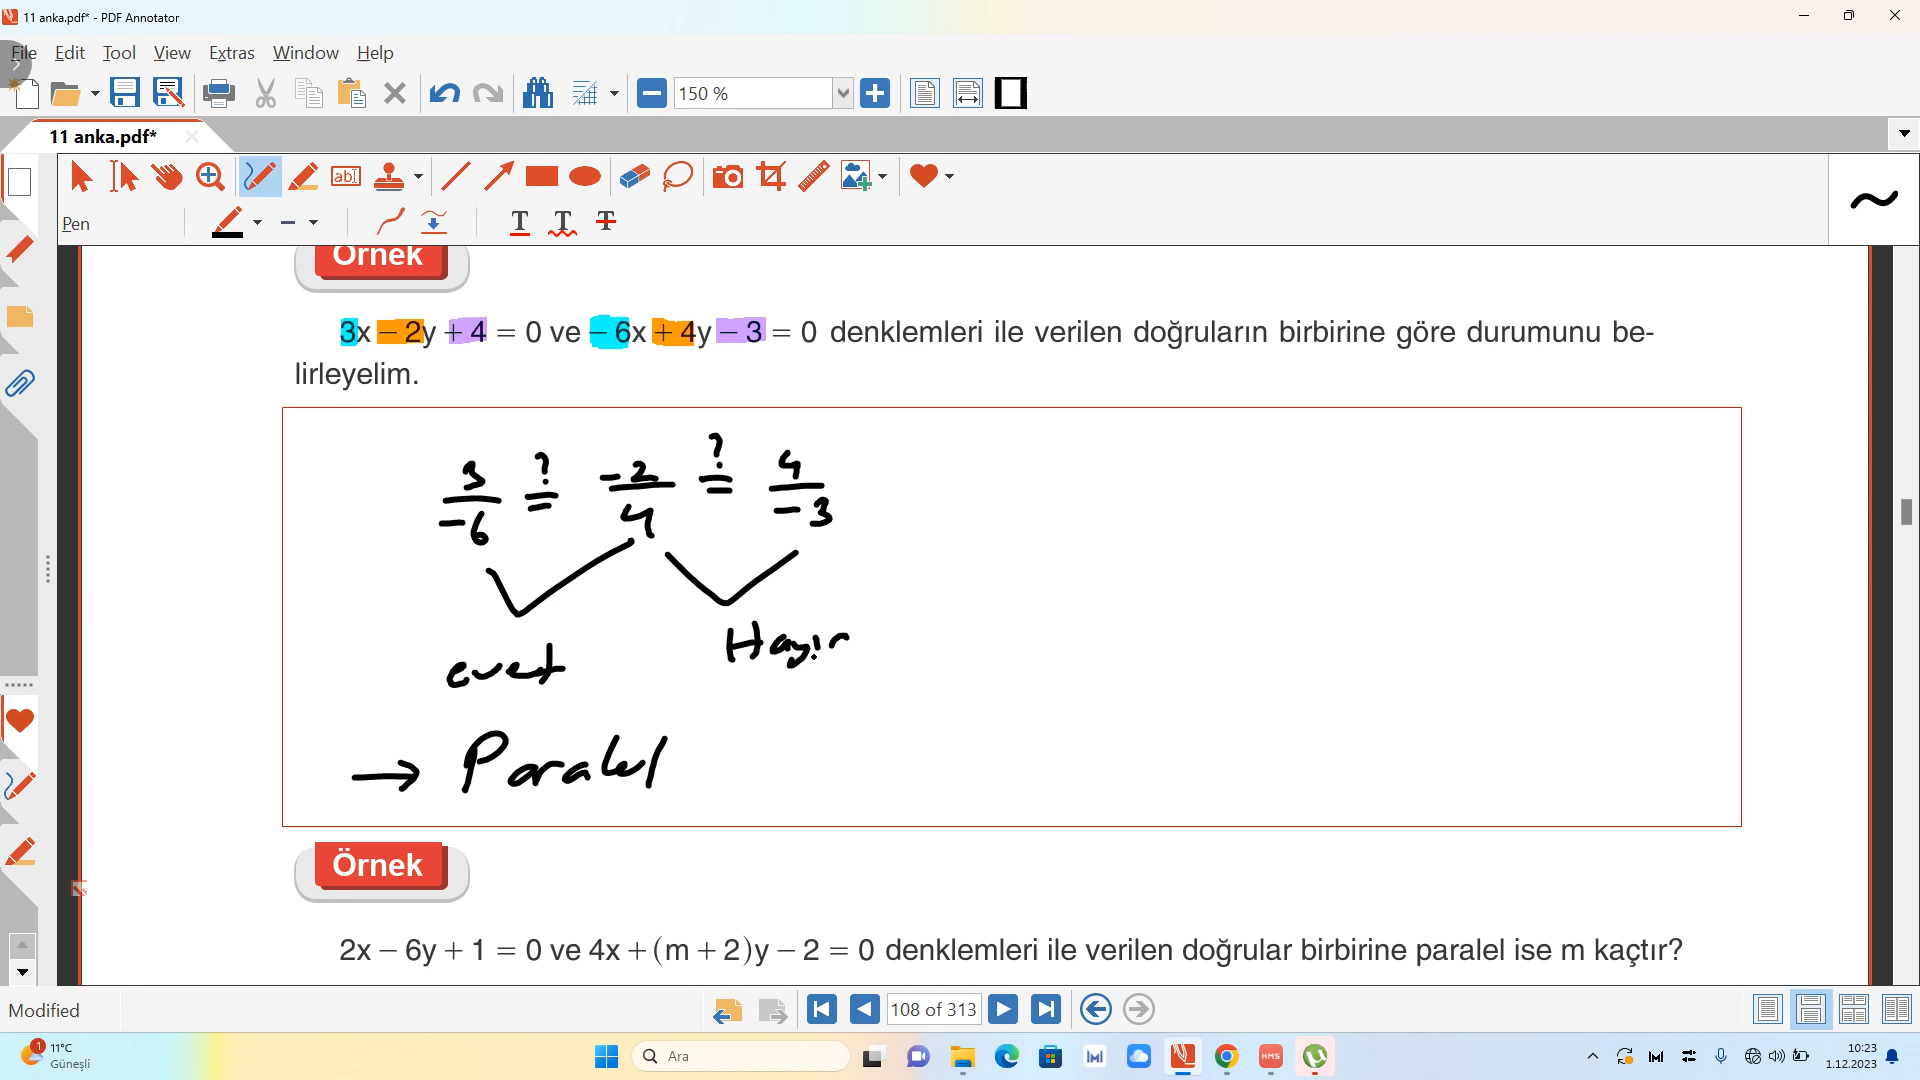 11 anka.pdf* - PDF Annotator
File Edit Tool View Extras Window Help
150 %
11 anka.pdf*
Pen
Örnek
3x − 2y + 4 = 0 ve − 6x + 4y − 3 = 0 denklemleri ile verilen doğruların birbirine göre durumunu be-
lirleyelim.
3/-6 ?= -2/4 ?= 4/-3
evet Hayır
→ Paralel
Örnek
2x − 6y + 1 = 0 ve 4x + (m + 2)y − 2 = 0 denklemleri ile verilen doğrular birbirine paralel ise m kaçtır?
Modified
108 of 313
1
11°C
Güneşli
Ara
HMS
10:23
1.12.2023